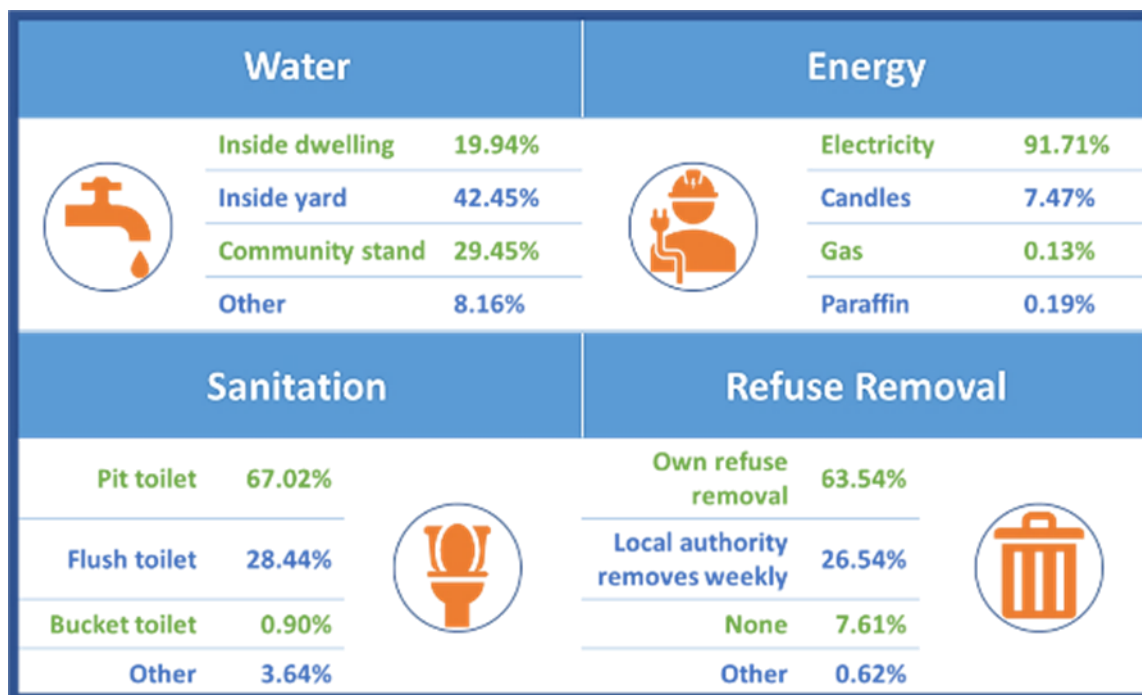 Water
Inside dwelling 19.94%
Inside yard 42.45%
Community stand 29.45%
Other 8.16%
Energy
Electricity 91.71%
Candles 7.47%
Gas 0.13%
Paraffin 0.19%
Sanitation
Pit toilet 67.02%
Flush toilet 28.44%
Bucket toilet 0.90%
Other 3.64%
Refuse Removal
Own refuse
removal 63.54%
Local authority
removes weekly 26.54%
None 7.61%
Other 0.62%